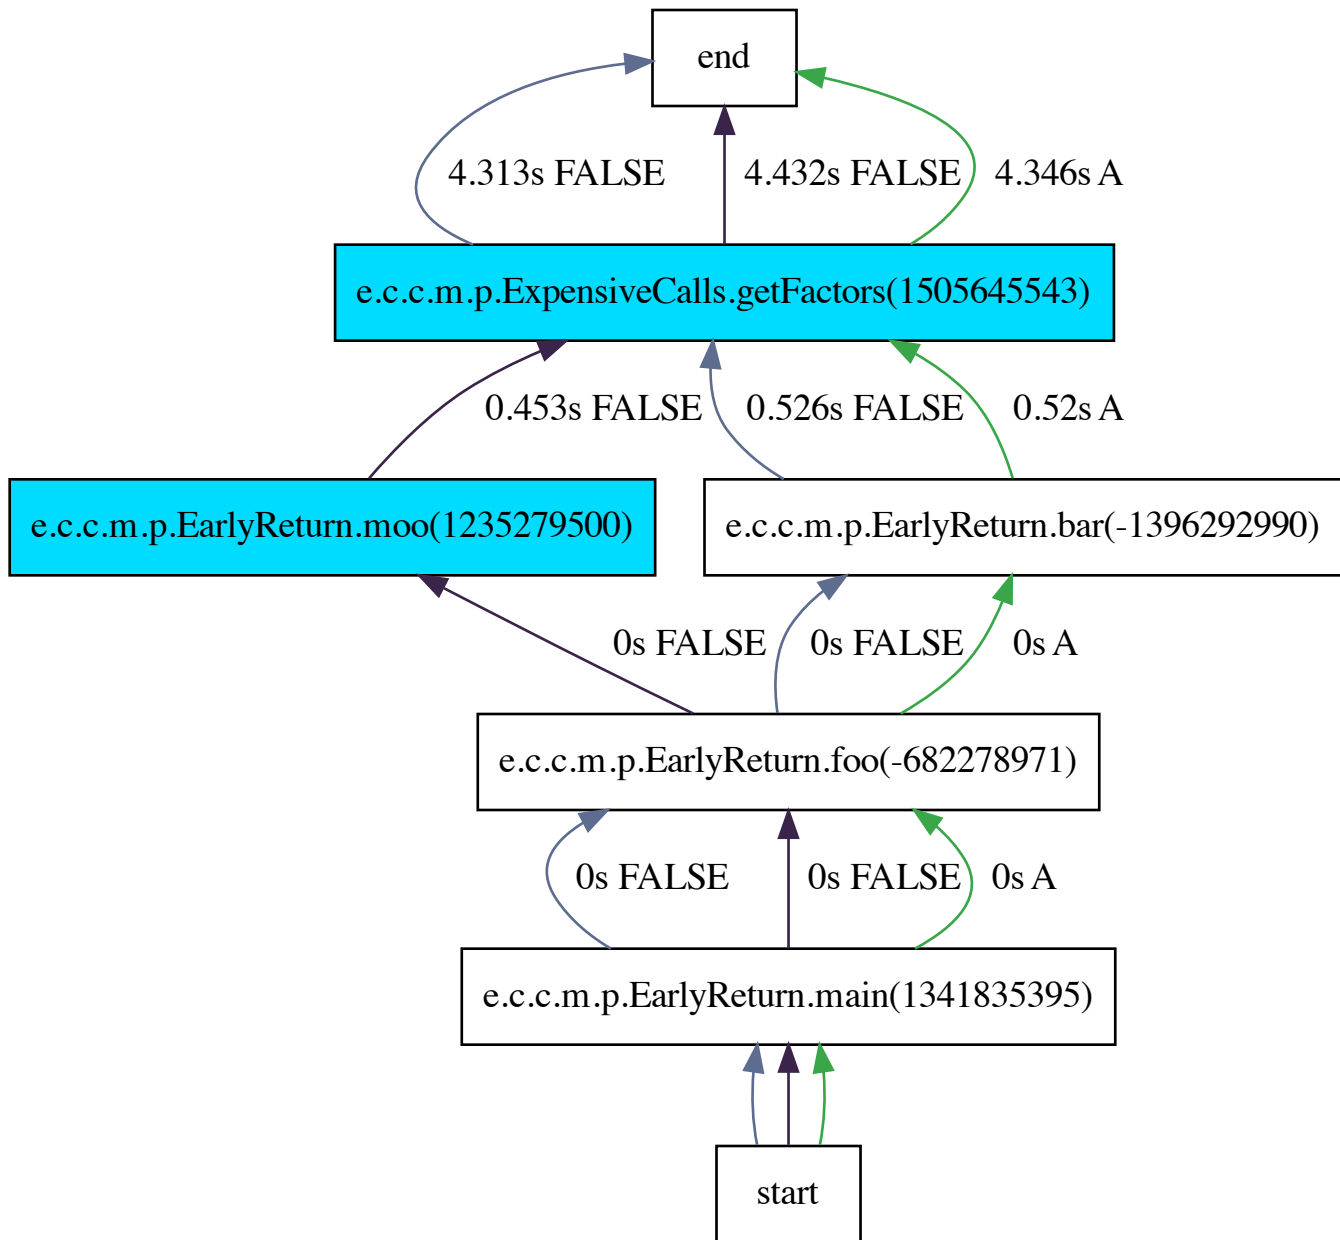 end
4.313s FALSE
4.432s FALSE
4.346s A
e.c.c.m.p.ExpensiveCalls.getFactors(1505645543)
0.453s FALSE
0.526s FALSE
0.52s A
e.c.c.m.p.EarlyReturn.moo(1235279500)
e.c.c.m.p.EarlyReturn.bar(-1396292990)
0s FALSE
0s FALSE
0s A
e.c.c.m.p.EarlyReturn.foo(-682278971)
0s FALSE
0s FALSE
0s A
e.c.c.m.p.EarlyReturn.main(1341835395)
start